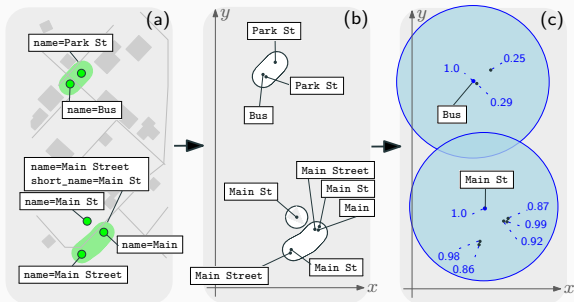 (a)
name=Park St
name=Bus
name=Main Street
short_name=Main St
name=Main St
name=Main
name=Main Street
(b)
y
Park St
Park St
Bus
Main Street
Main St
Main
Main St
Main St
Main Street
x
(c)
y
1.0
0.25
0.29
Bus
Main St
1.0
0.87
0.99
0.92
0.98
0.86
x